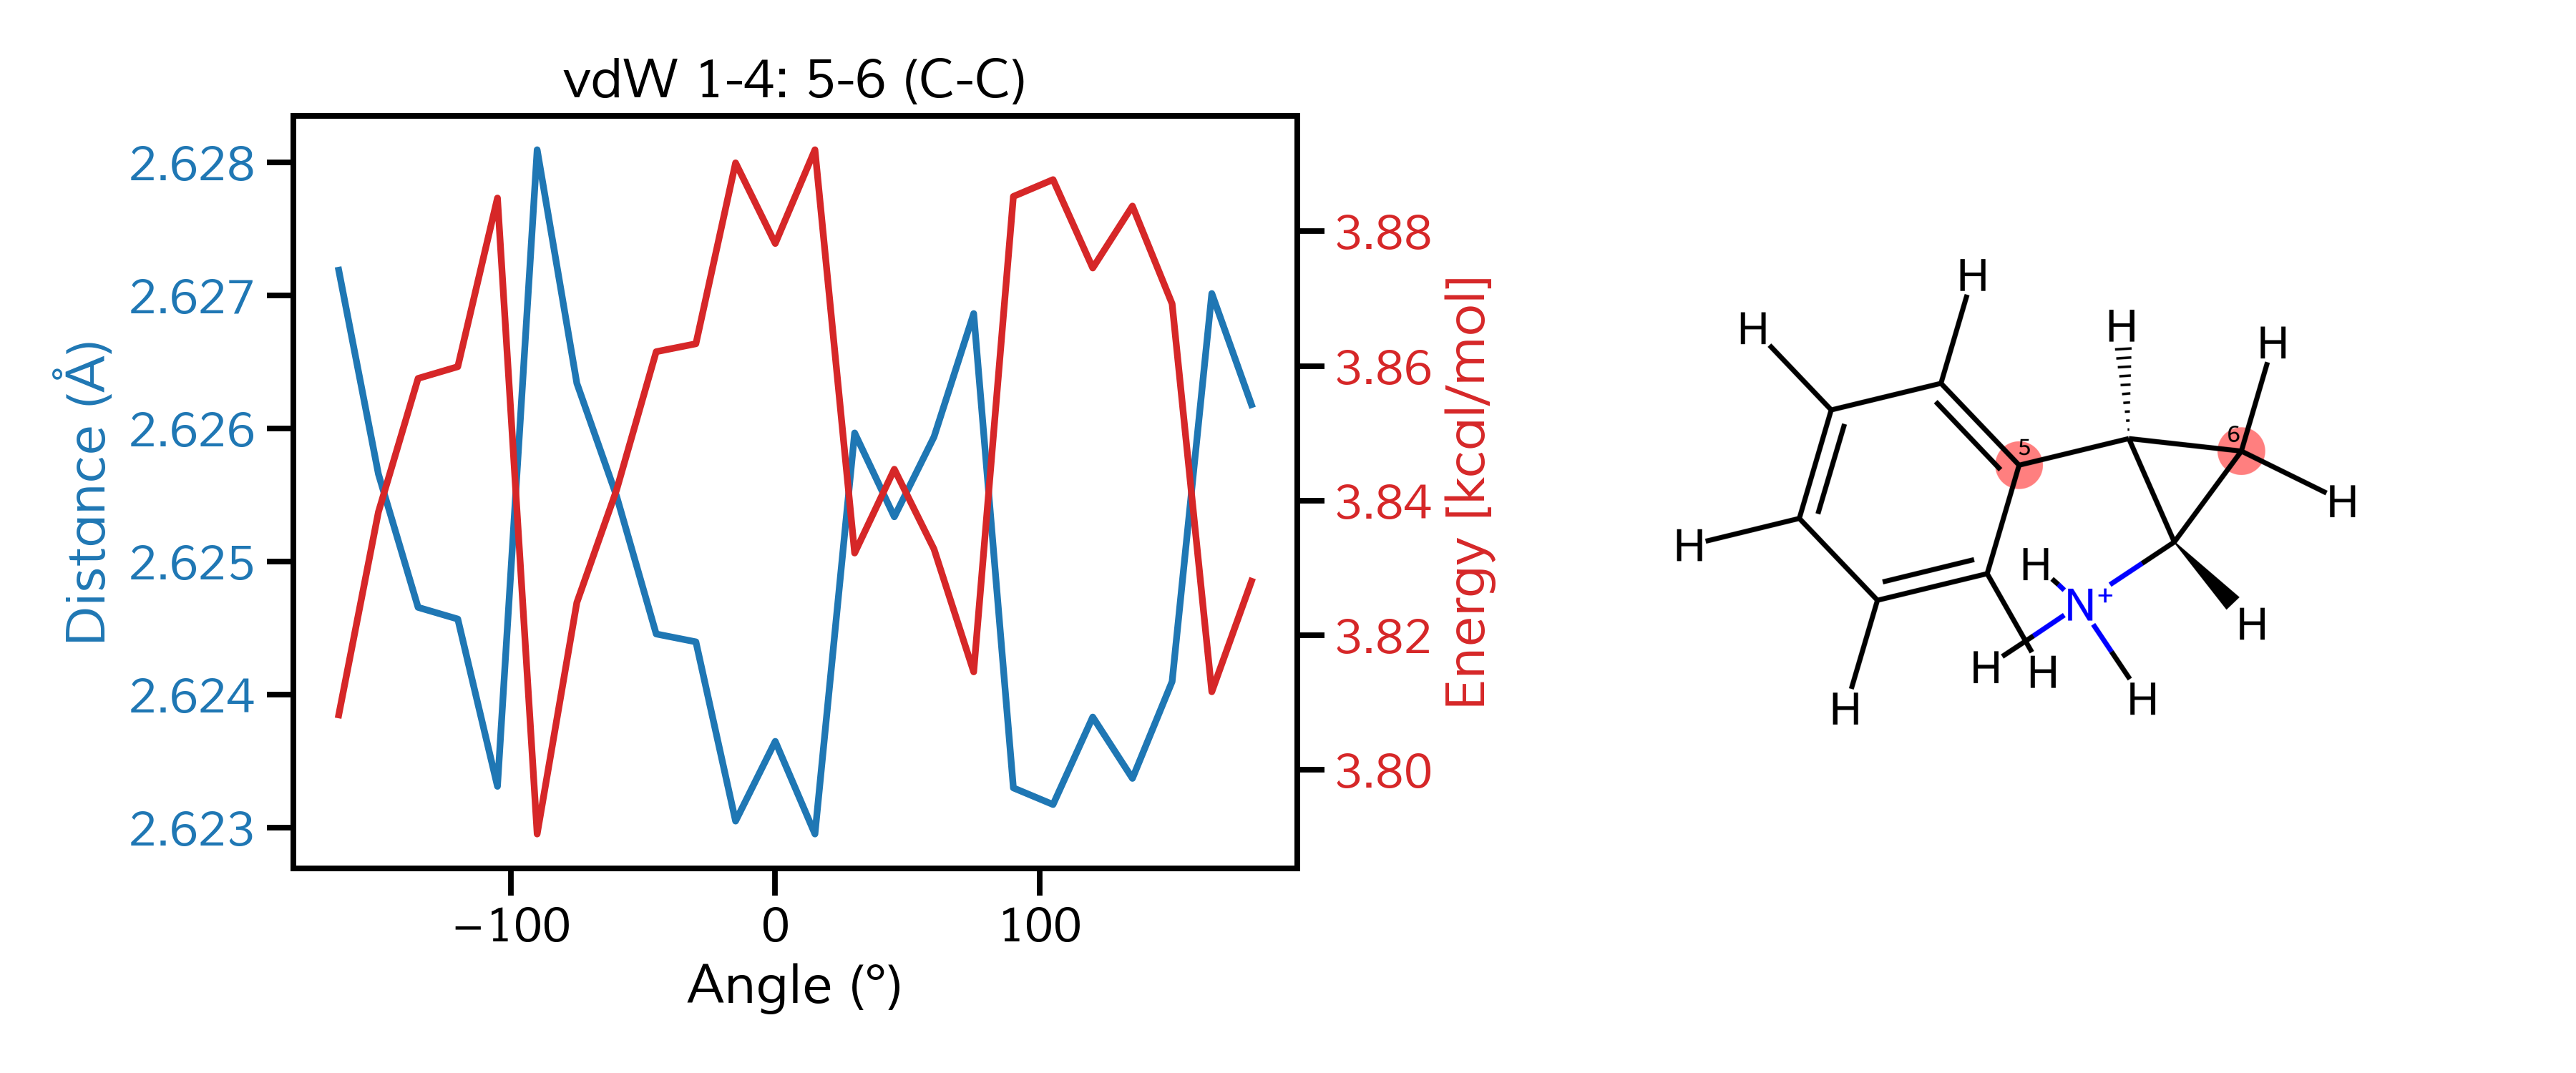 vdW 1-4: 5-6 (C-C)
Distance (Å)
2.628
2.627
2.626
2.625
2.624
2.623
−100
0
100
Angle (°)
3.88
3.86
3.84
3.82
3.80
Energy [kcal/mol]
H
H
H
H
H
5
6
H
H
N+
H
H
H
H
H